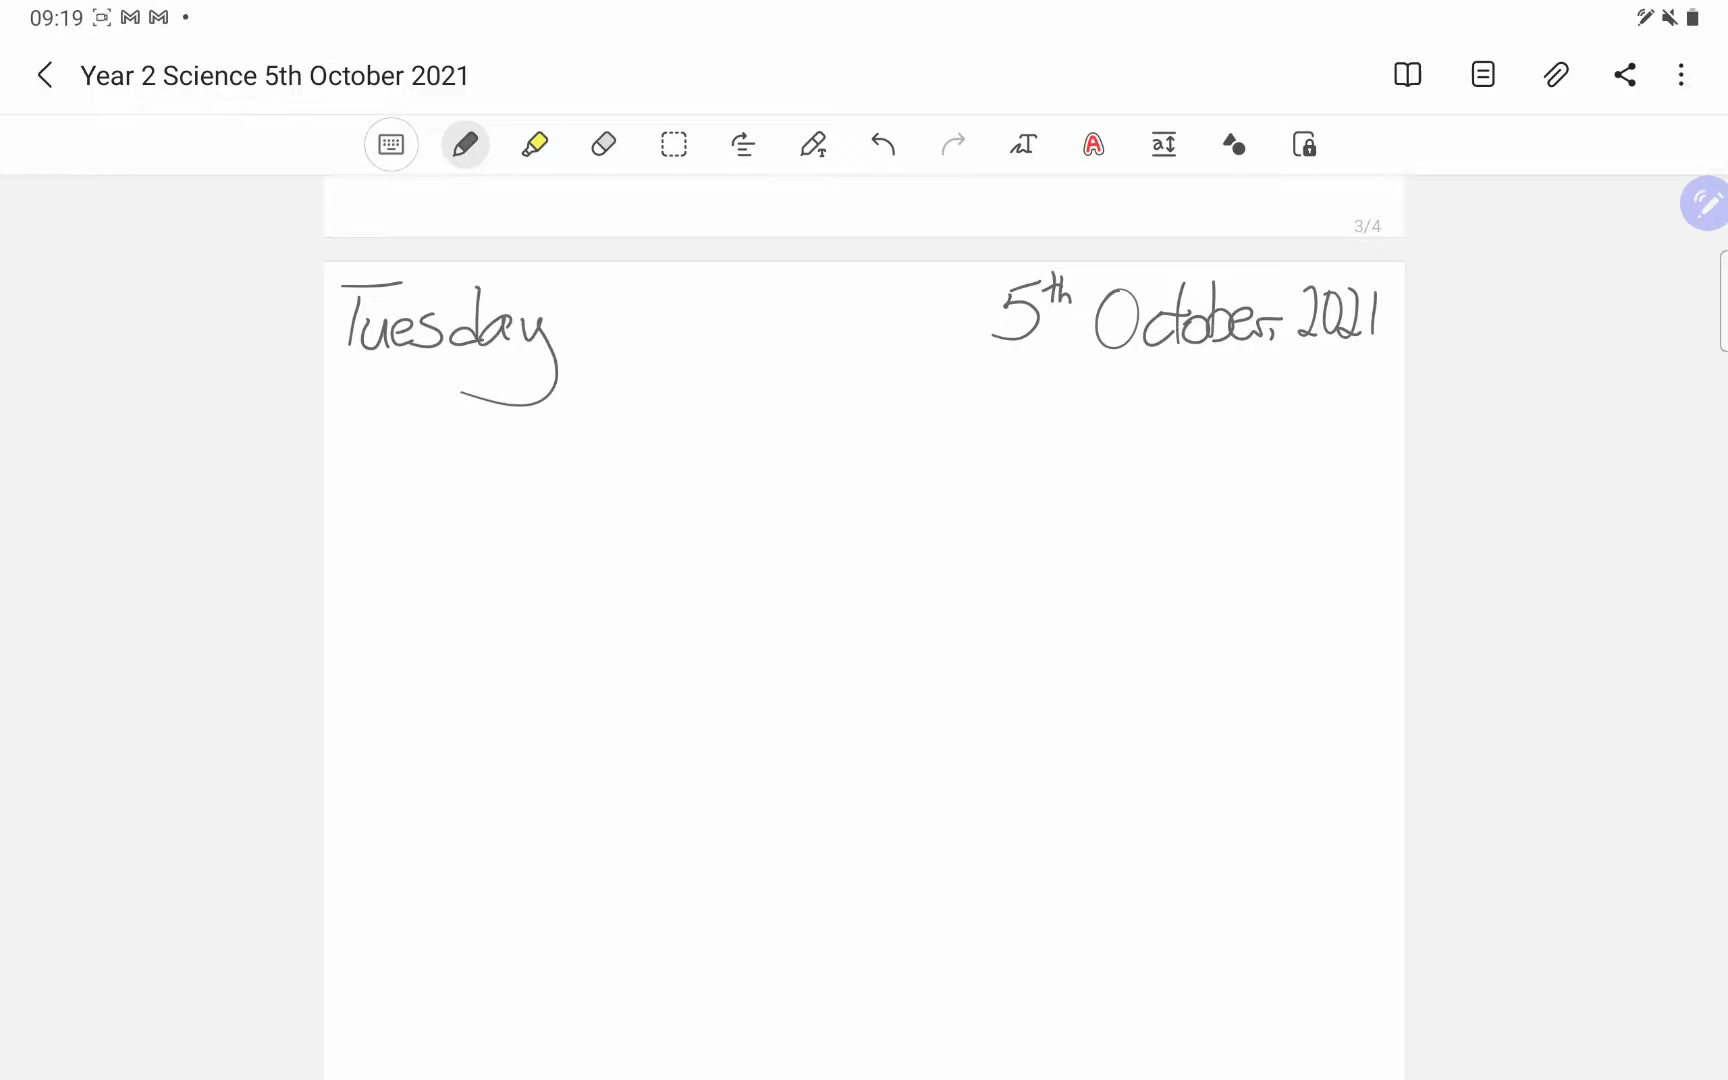 09:19
Year 2 Science 5th October 2021
3/4
Tuesday 5th October, 2021